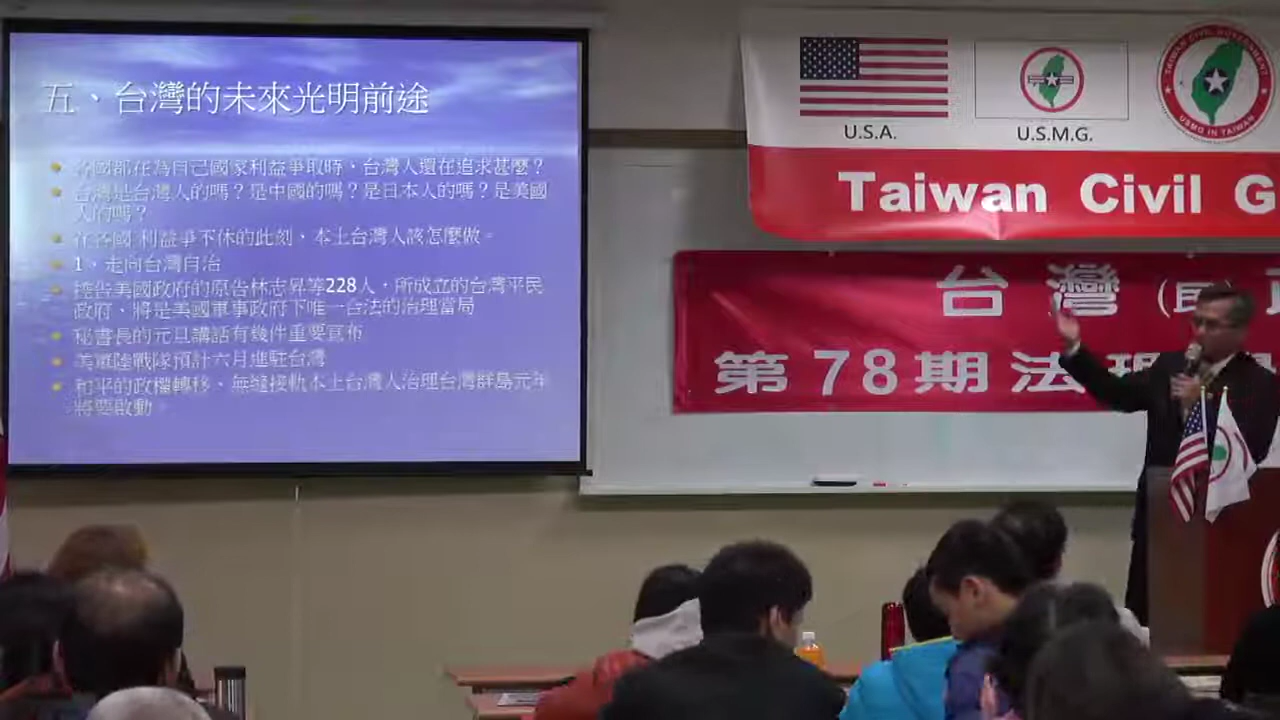 五、台灣的未來光明前途
各國都在為自己國家利益爭取時、台灣人還在追求甚麼？
台灣是台灣人的嗎？是中國的嗎？是日本人的嗎？是美國
人的嗎？
在各國 利益爭不休的此刻、本土台灣人該怎麼做。
1、走向台灣自治
控告美國政府的原告林志昇等228人，所成立的台灣平民
政府、將是美國軍事政府下唯一合法的治理當局
秘書長的元旦講話有幾件重要宣布
美軍陸戰隊預計六月進駐台灣
和平的政權轉移、無縫接軌本土台灣人治理台灣群島元年
將要啟動。
U.S.A.
U.S.M.G.
TAIWAN CIVIL GOVERNMENT
USMG IN TAIWAN
Taiwan Civil G
台灣(民)
第78期法理